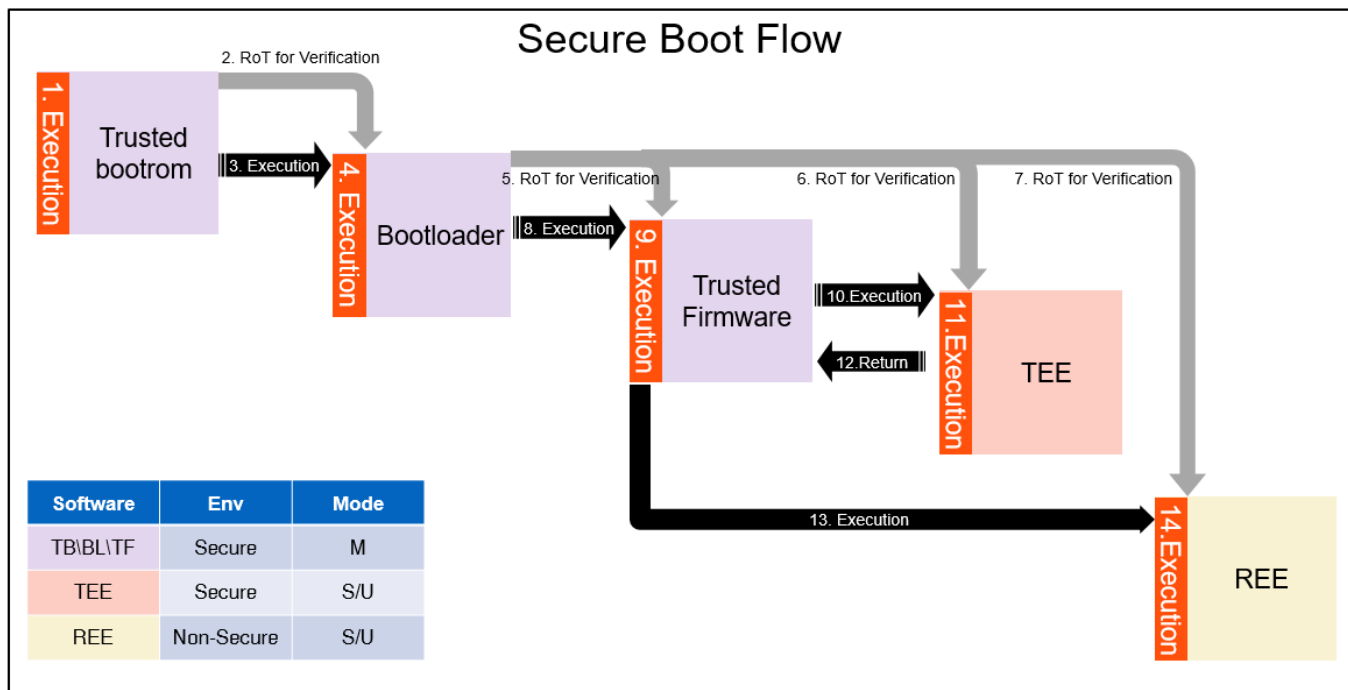 Secure Boot Flow
2. RoT for Verification
1. Execution
Trusted
bootrom
3. Execution
4. Execution
Bootloader
5. RoT for Verification
6. RoT for Verification
7. RoT for Verification
8. Execution
9. Execution
Trusted
Firmware
10.Execution
11.Execution
12.Return
TEE
13. Execution
14.Execution
REE
Software Env Mode
TB\BL\TF Secure M
TEE Secure S/U
REE Non-Secure S/U